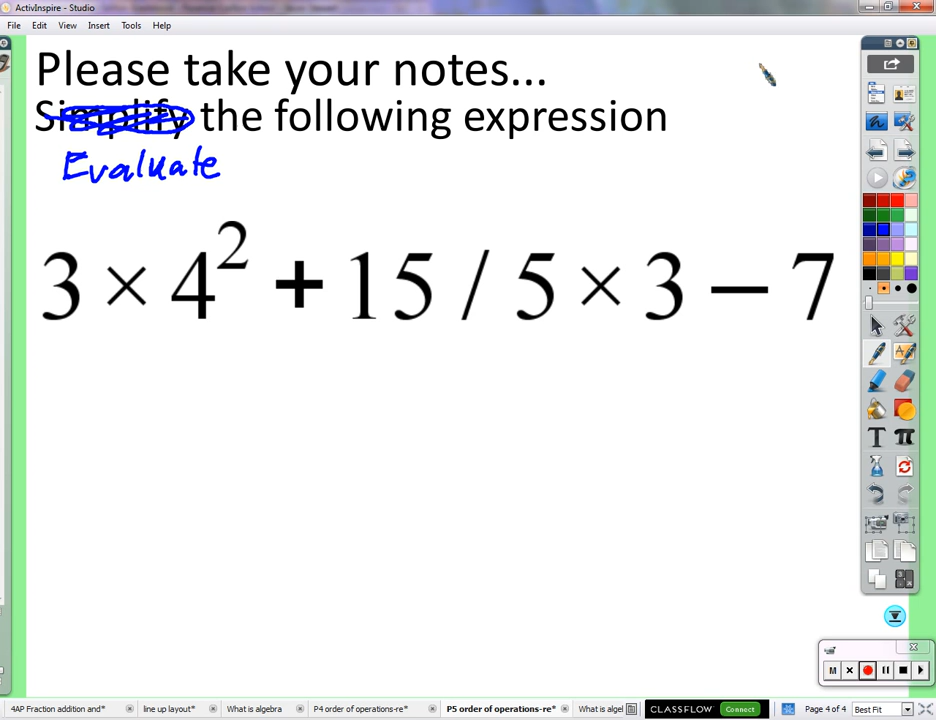 ActivInspire - Studio
File Edit View Insert Tools Help
Please take your notes...
Simplify the following expression
Evaluate
3 × 4² + 15 / 5 × 3 − 7
M
4AP Fraction addition and* line up layout* What is algebra P4 order of operations-re* P5 order of operations-re* What is algel CLASSFLOW Connect Page 4 of 4 Best Fit